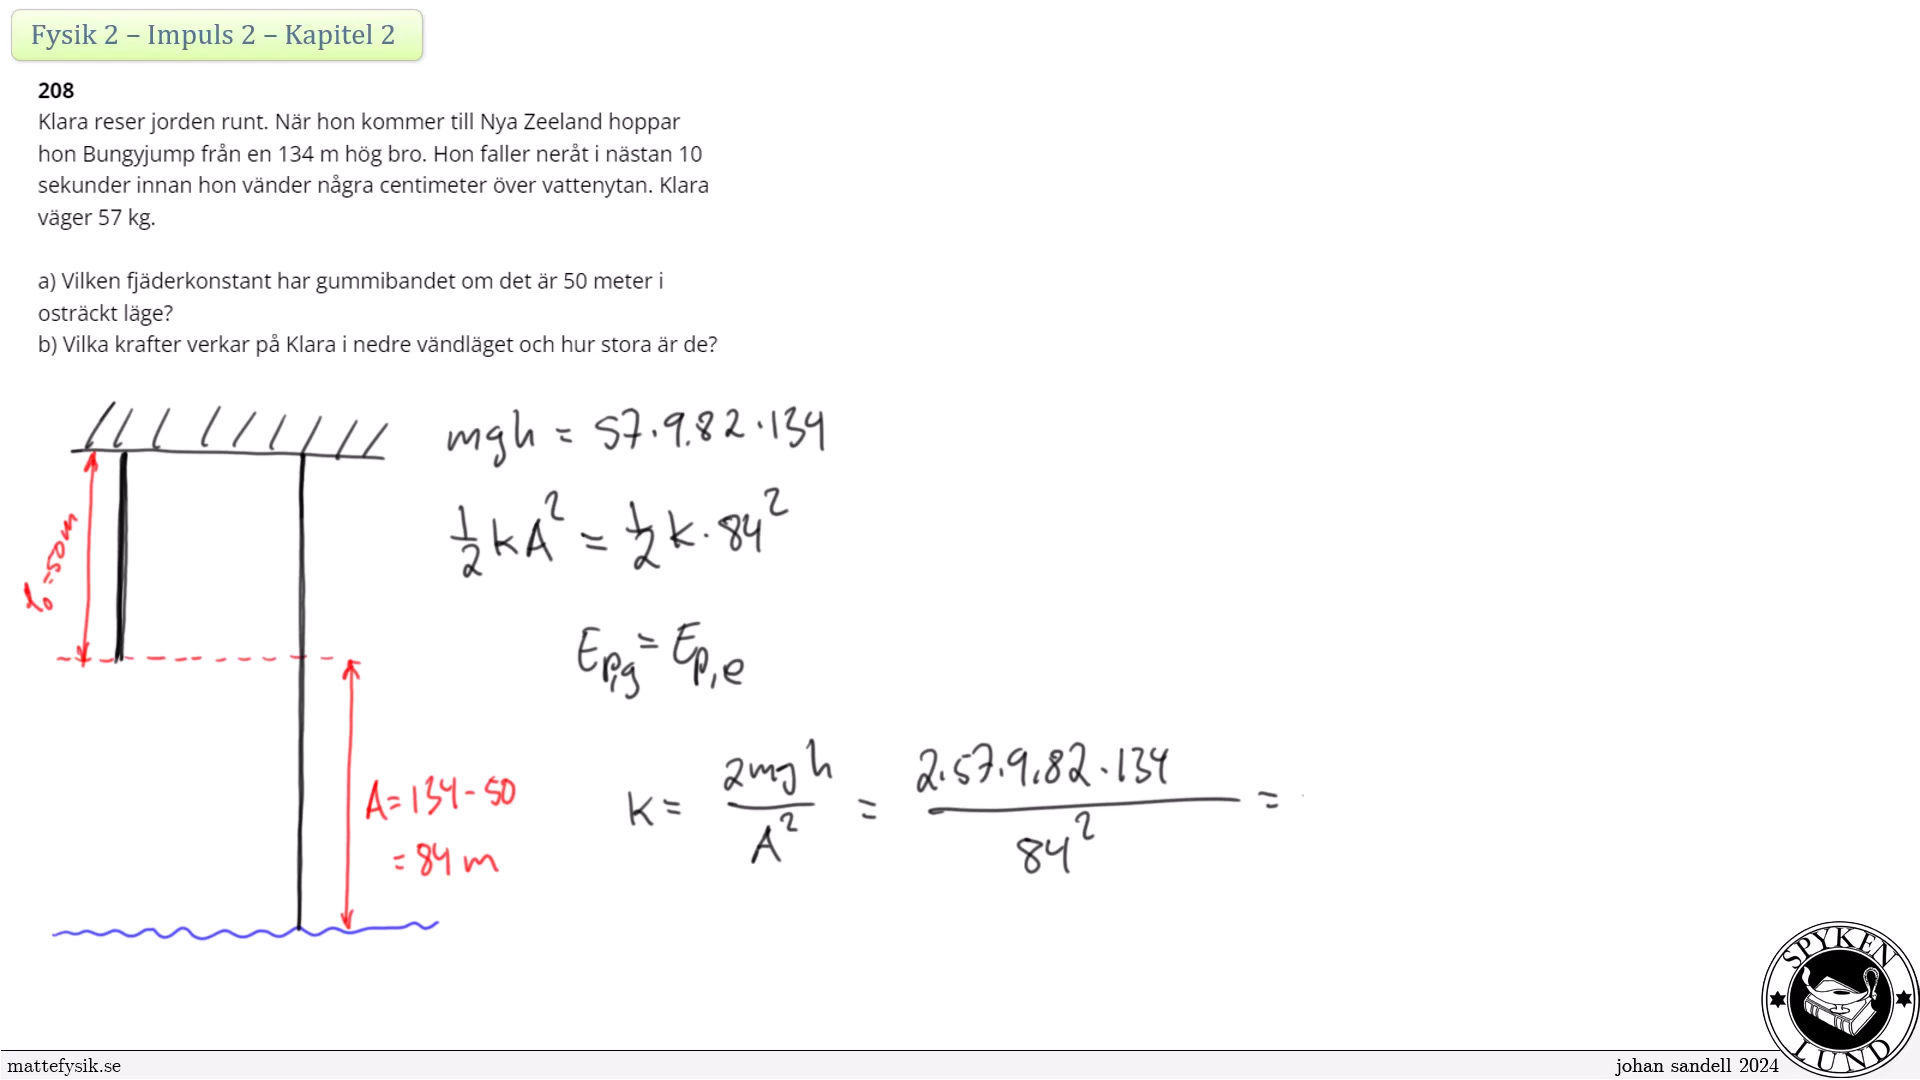 Fysik 2 – Impuls 2 – Kapitel 2
208
Klara reser jorden runt. När hon kommer till Nya Zeeland hoppar
hon Bungyjump från en 134 m hög bro. Hon faller neråt i nästan 10
sekunder innan hon vänder några centimeter över vattenytan. Klara
väger 57 kg.
a) Vilken fjäderkonstant har gummibandet om det är 50 meter i
osträckt läge?
b) Vilka krafter verkar på Klara i nedre vändläget och hur stora är de?
mgh = 57·9,82·134
l₀=50m
½kA² = ½k·84²
Ep,g = Ep,e
A=134-50
= 84 m
k = 2mgh/A² = 2·57·9,82·134/84² =
SPYKEN
LUND
mattefysik.se
johan sandell 2024